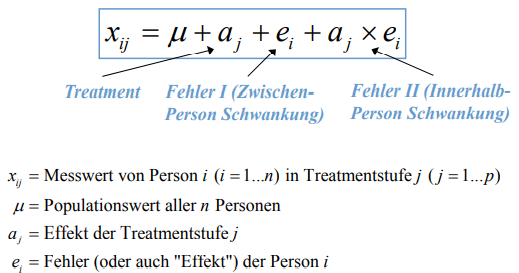 x_ij = μ + a_j + e_i + a_j × e_i
Treatment Fehler I (Zwischen- Fehler II (Innerhalb-
Person Schwankung) Person Schwankung)
x_ij = Messwert von Person i (i = 1...n) in Treatmentstufe j (j = 1...p)
μ = Populationswert aller n Personen
a_j = Effekt der Treatmentstufe j
e_i = Fehler (oder auch "Effekt") der Person i